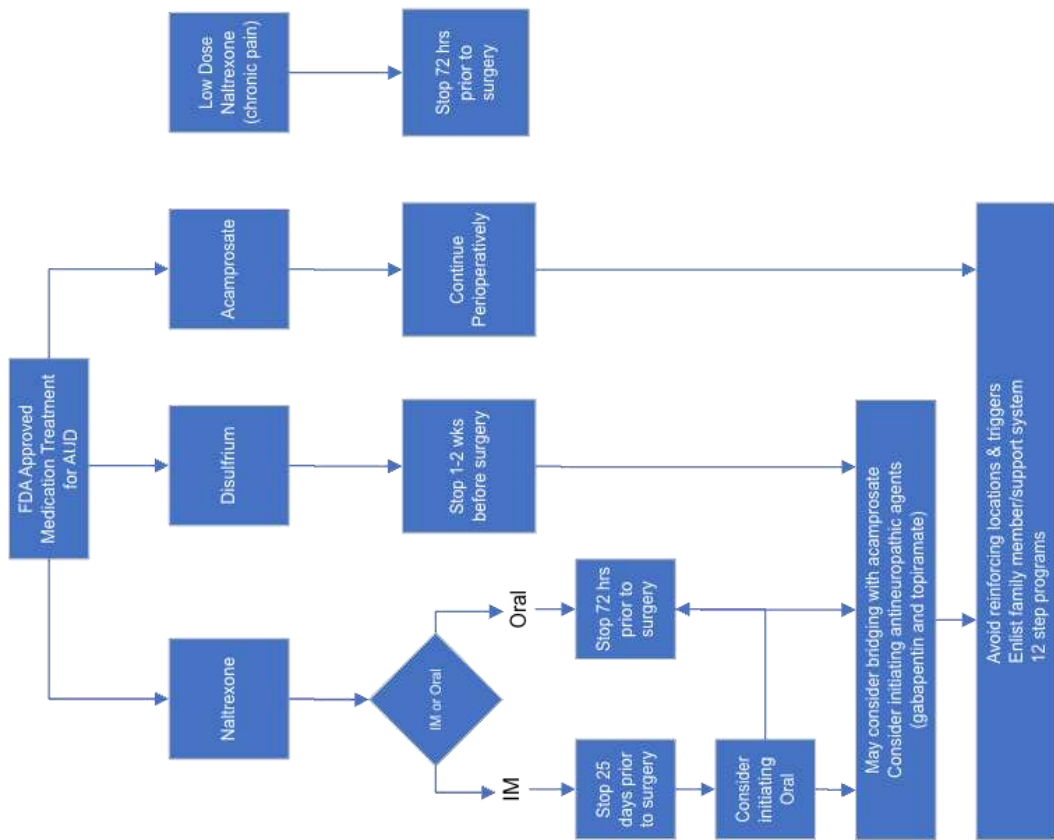 FDA Approved
Medication Treatment
for AUD
Naltrexone
Disulfrium
Acamprosate
Low Dose
Naltrexone
(chronic pain)
IM or Oral
Stop 1-2 wks
before surgery
Continue
Perioperatively
Stop 72 hrs
prior to
surgery
IM
Oral
Stop 25
days prior
to surgery
Stop 72 hrs
prior to
surgery
Consider
initiating
Oral
May consider bridging with acamprosate
Consider initiating antineuropathic agents
(gabapentin and topiramate)
Avoid reinforcing locations & triggers
Enlist family member/support system
12 step programs